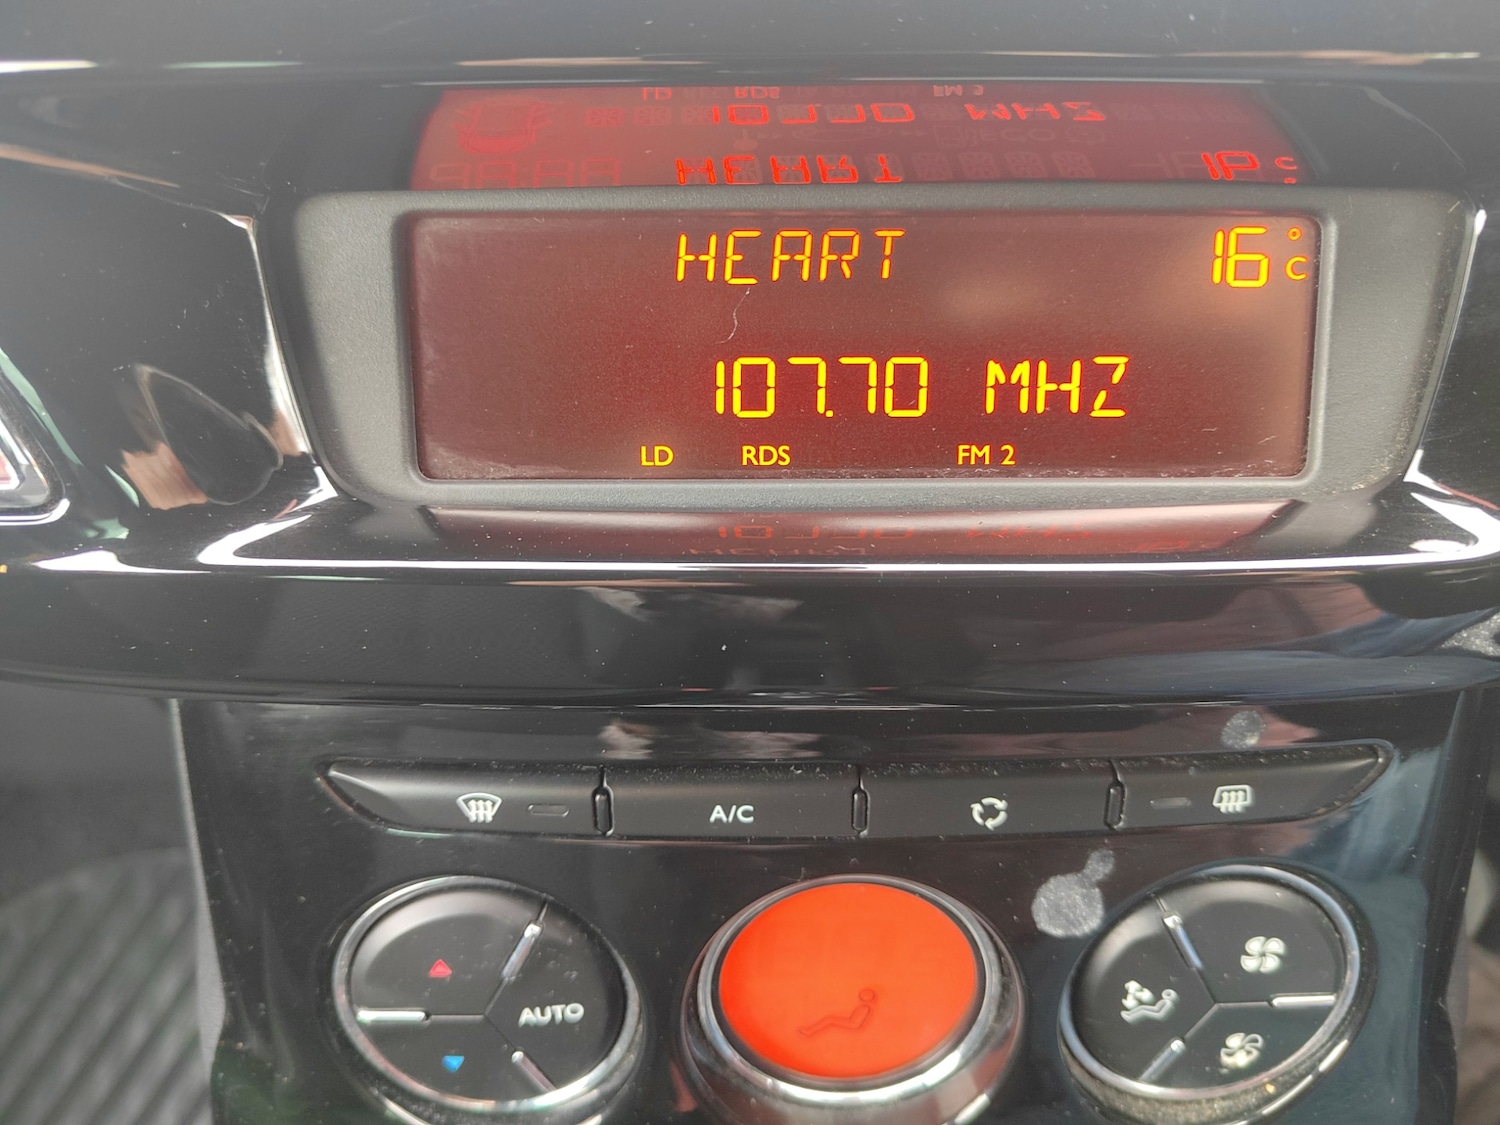 HEART 16°C
107.70 MHZ
LD RDS FM 2
A/C
AUTO